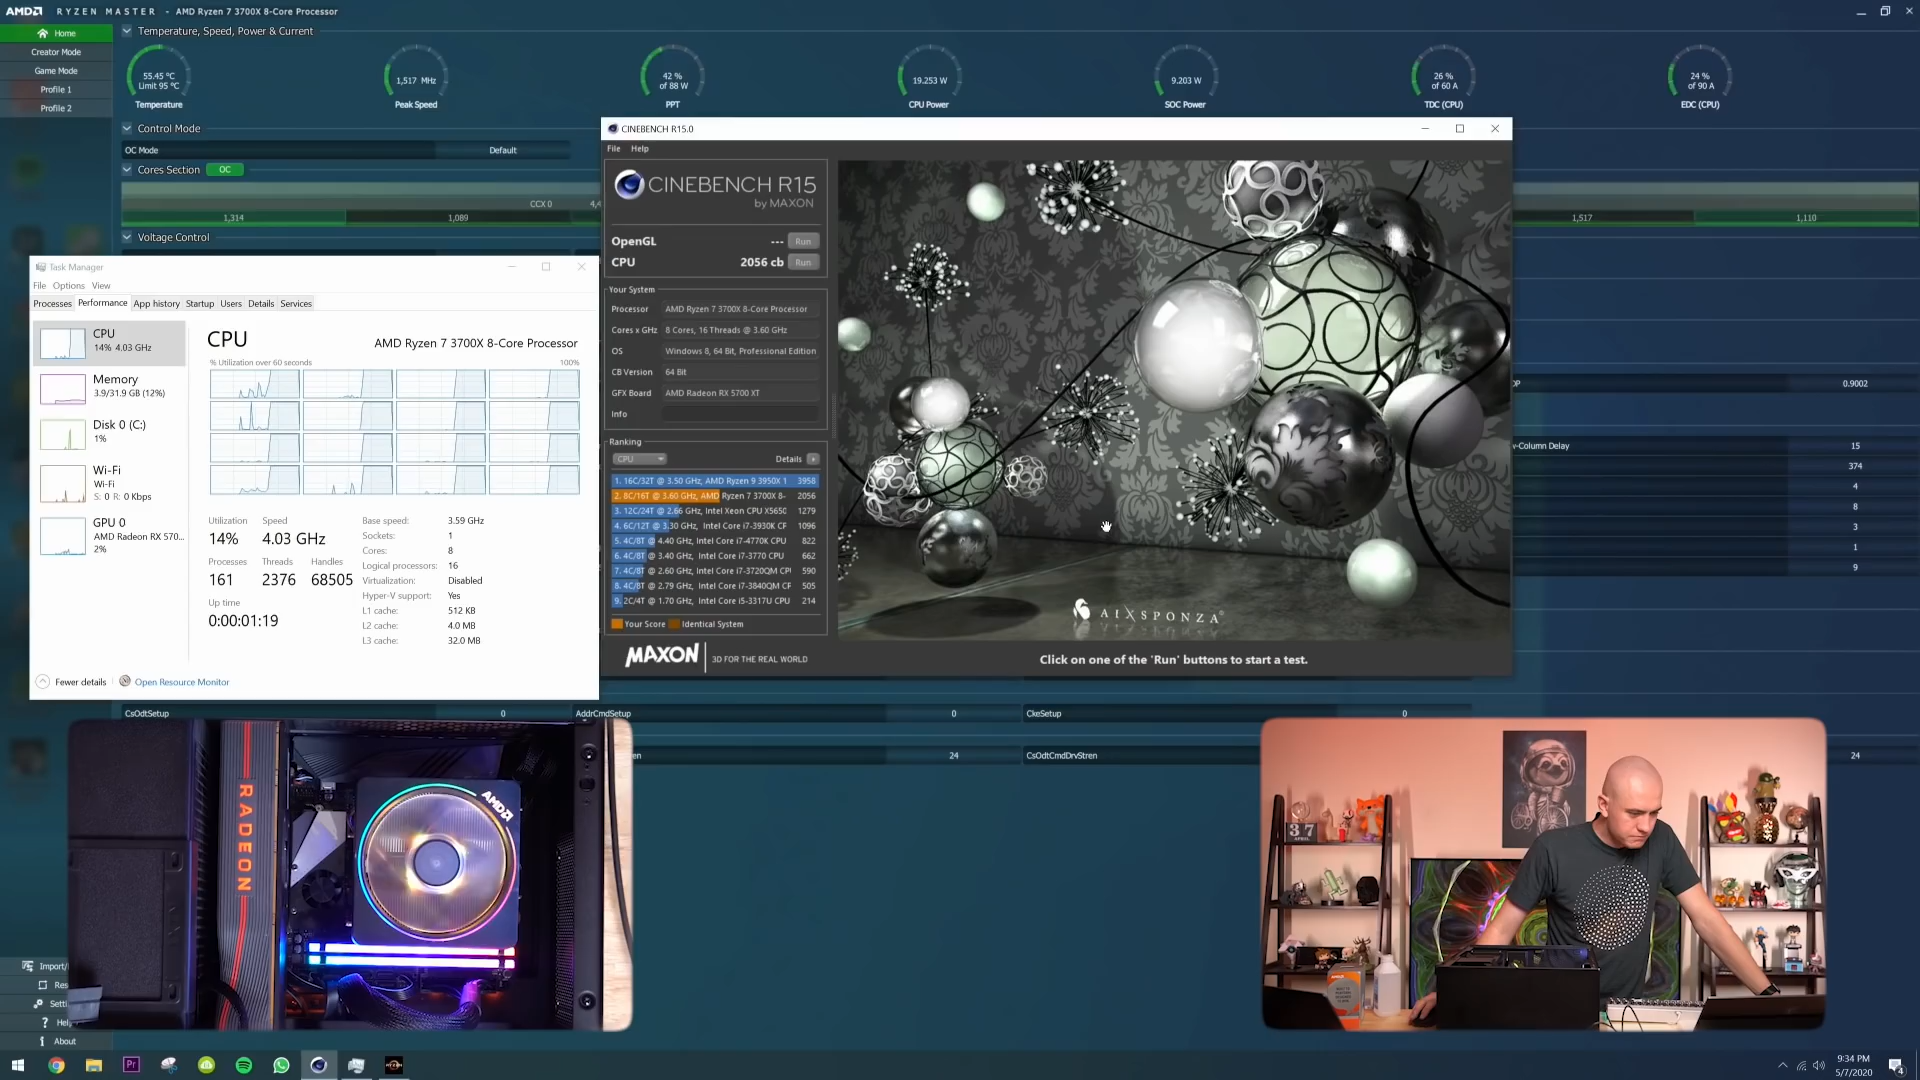 AMD RYZEN MASTER - AMD Ryzen 7 3700X 8-Core Processor
Home
Creator Mode
Game Mode
Profile 1
Profile 2
Temperature, Speed, Power & Current
55.45 °C
Limit 95 °C
Temperature
1,517 MHz
Peak Speed
42 %
of 88 W
PPT
19.253 W
CPU Power
9.203 W
SOC Power
26 %
of 60 A
TDC (CPU)
24 %
of 90 A
EDC (CPU)
Control Mode
OC Mode Default
Cores Section OC
CCX 0 4,4
1,314 1,089
1,517 1,110
Voltage Control
0.9002
w-Column Delay 15
374
4
8
3
1
9
CsOdtSetup 0 AddrCmdSetup 0 CkeSetup 0
en 24 CsOdtCmdDrvStren 24
Task Manager
File Options View
Processes Performance App history Startup Users Details Services
CPU
14% 4.03 GHz
Memory
3.9/31.9 GB (12%)
Disk 0 (C:)
1%
Wi-Fi
Wi-Fi
S: 0 R: 0 Kbps
GPU 0
AMD Radeon RX 570...
2%
CPU AMD Ryzen 7 3700X 8-Core Processor
% Utilization over 60 seconds 100%
Utilization Speed
14% 4.03 GHz
Processes Threads Handles
161 2376 68505
Up time
0:00:01:19
Base speed: 3.59 GHz
Sockets: 1
Cores: 8
Logical processors: 16
Virtualization: Disabled
Hyper-V support: Yes
L1 cache: 512 KB
L2 cache: 4.0 MB
L3 cache: 32.0 MB
Fewer details Open Resource Monitor
CINEBENCH R15.0
File Help
CINEBENCH R15
by MAXON
OpenGL --- Run
CPU 2056 cb Run
Your System
Processor AMD Ryzen 7 3700X 8-Core Processor
Cores x GHz 8 Cores, 16 Threads @ 3.60 GHz
OS Windows 8, 64 Bit, Professional Edition
CB Version 64 Bit
GFX Board AMD Radeon RX 5700 XT
Info
Ranking
CPU Details
1. 16C/32T @ 3.50 GHz, AMD Ryzen 9 3950X 1 3958
2. 8C/16T @ 3.60 GHz, AMD Ryzen 7 3700X 8- 2056
3. 12C/24T @ 2.66 GHz, Intel Xeon CPU X5650 1279
4. 6C/12T @ 3.30 GHz, Intel Core i7-3930K CP 1096
5. 4C/8T @ 4.40 GHz, Intel Core i7-4770K CPU 822
6. 4C/8T @ 3.40 GHz, Intel Core i7-3770 CPU 662
7. 4C/8T @ 2.60 GHz, Intel Core i7-3720QM CPU 590
8. 4C/8T @ 2.79 GHz, Intel Core i7-3840QM CP 505
9. 2C/4T @ 1.70 GHz, Intel Core i5-3317U CPU 214
Your Score Identical System
MAXON 3D FOR THE REAL WORLD
AIXSPONZA
Click on one of the 'Run' buttons to start a test.
RADEON
AMD
37
APRIL
Import/
Res
Setti
Help
About
Pr
9:34 PM
5/7/2020
4